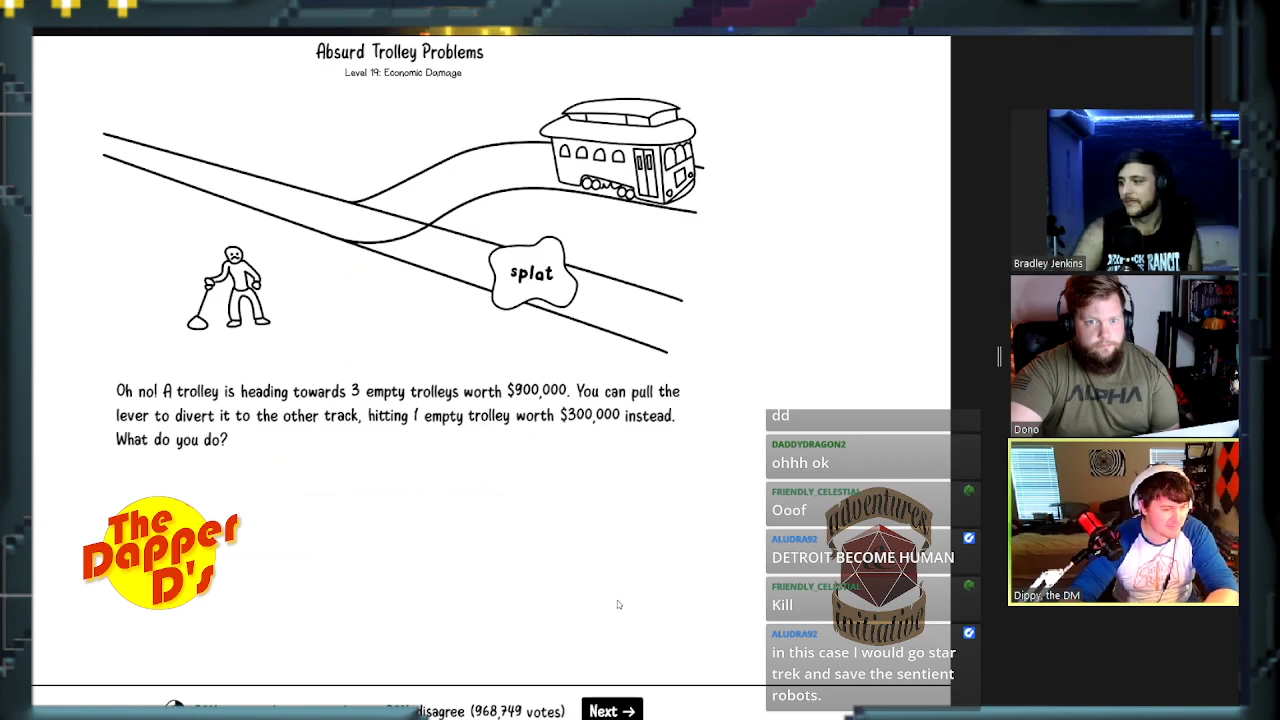 Absurd Trolley Problems
Level 19: Economic Damage
splat
Oh no! A trolley is heading towards 3 empty trolleys worth $900,000. You can pull the
lever to divert it to the other track, hitting 1 empty trolley worth $300,000 instead.
What do you do?
The
Dapper
D's
disagree (968,749 votes)
Next →
dd
DADDYDRAGON2
ohhh ok
FRIENDLY_CELESTIAL
Ooof
ALUDRA92
DETROIT BECOME HUMAN
FRIENDLY_CELESTIAL
Kill
ALUDRA92
in this case I would go star
trek and save the sentient
robots.
adventures
initiative
Bradley Jenkins
ALPHA
Dono
Dippy, the DM